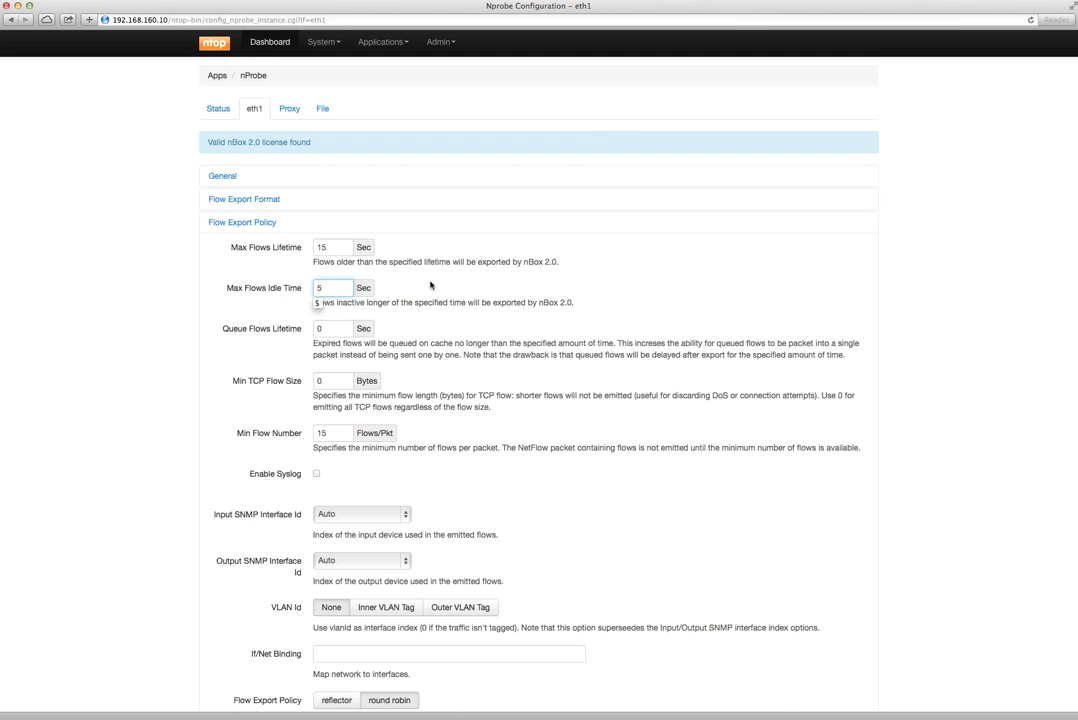 Nprobe Configuration – eth1
192.168.160.10/ntop-bin/config_nprobe_instance.cgi?if=eth1
Reader
ntop Dashboard System Applications Admin
Apps / nProbe
Status eth1 Proxy File
Valid nBox 2.0 license found
General
Flow Export Format
Flow Export Policy
Max Flows Lifetime 15 Sec
Flows older than the specified lifetime will be exported by nBox 2.0.
Max Flows Idle Time 5 Sec
5 ws inactive longer of the specified time will be exported by nBox 2.0.
Queue Flows Lifetime 0 Sec
Expired flows will be queued on cache no longer than the specified amount of time. This increses the ability for queued flows to be packet into a single
packet instead of being sent one by one. Note that the drawback is that queued flows will be delayed after export for the specified amount of time.
Min TCP Flow Size 0 Bytes
Specifies the minimum flow length (bytes) for TCP flow: shorter flows will not be emitted (useful for discarding DoS or connection attempts). Use 0 for
emitting all TCP flows regardless of the flow size.
Min Flow Number 15 Flows/Pkt
Specifies the minimum number of flows per packet. The NetFlow packet containing flows is not emitted until the minimum number of flows is available.
Enable Syslog
Input SNMP Interface Id Auto
Index of the input device used in the emitted flows.
Output SNMP Interface Auto
Id
Index of the output device used in the emitted flows.
VLAN Id None Inner VLAN Tag Outer VLAN Tag
Use vlanId as interface index (0 if the traffic isn't tagged). Note that this option superseedes the Input/Output SNMP interface index options.
If/Net Binding
Map network to interfaces.
Flow Export Policy reflector round robin